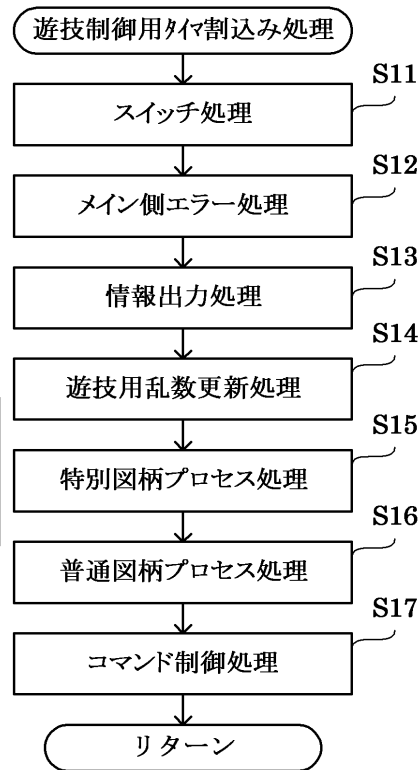 遊技制御用ﾀｲﾏ割込み処理
S11
スイッチ処理
S12
メイン側エラー処理
S13
情報出力処理
S14
遊技用乱数更新処理
S15
特別図柄プロセス処理
S16
普通図柄プロセス処理
S17
コマンド制御処理
リターン